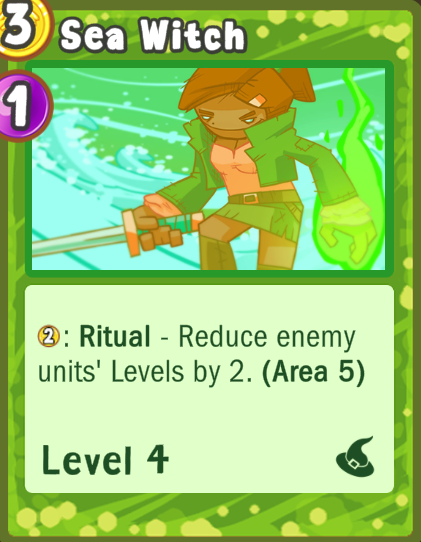 3
Sea Witch
1
2: Ritual - Reduce enemy
units' Levels by 2. (Area 5)
Level 4